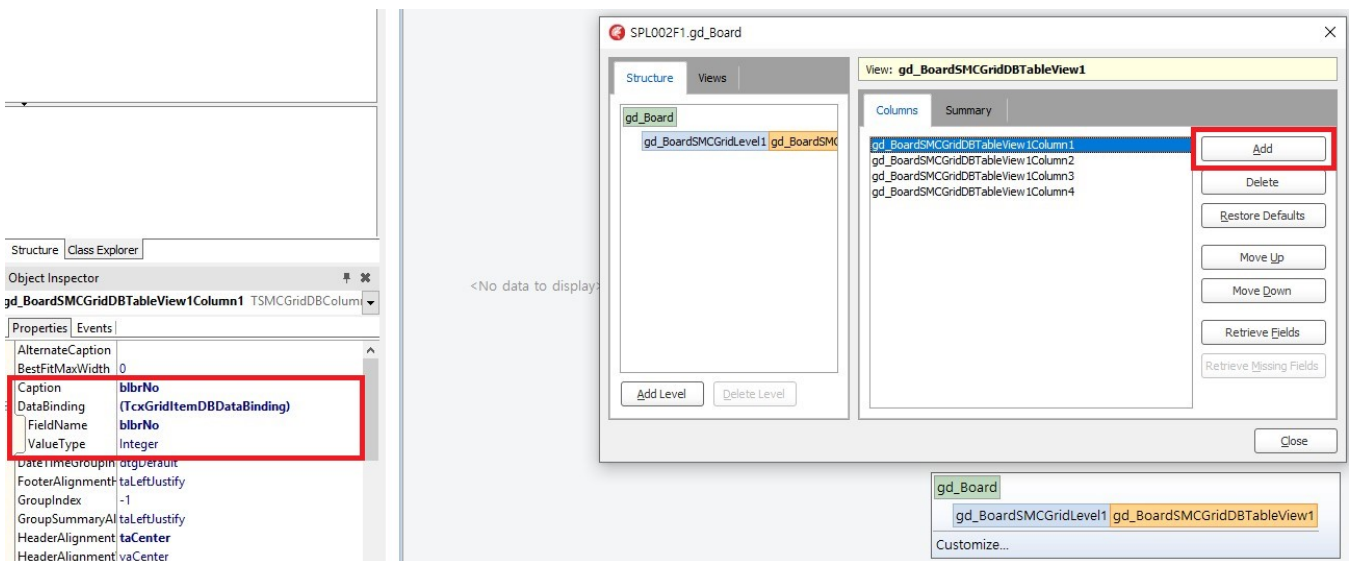 Structure Class Explorer
Object Inspector
gd_BoardSMCGridDBTableView1Column1 TSMCGridDBColum
Properties Events
AlternateCaption
BestFitMaxWidth 0
Caption blbrNo
DataBinding (TcxGridItemDBDataBinding)
FieldName blbrNo
ValueType Integer
DateTimeGroupin dtgDefault
FooterAlignmentH taLeftJustify
GroupIndex -1
GroupSummaryAl taLeftJustify
HeaderAlignment taCenter
HeaderAlignment vaCenter
<No data to display>
SPL002F1.gd_Board
Structure Views
gd_Board
gd_BoardSMCGridLevel1 gd_BoardSMC
Add Level Delete Level
View: gd_BoardSMCGridDBTableView1
Columns Summary
gd_BoardSMCGridDBTableView1Column1
gd_BoardSMCGridDBTableView1Column2
gd_BoardSMCGridDBTableView1Column3
gd_BoardSMCGridDBTableView1Column4
Add
Delete
Restore Defaults
Move Up
Move Down
Retrieve Fields
Retrieve Missing Fields
Close
gd_Board
gd_BoardSMCGridLevel1 gd_BoardSMCGridDBTableView1
Customize...